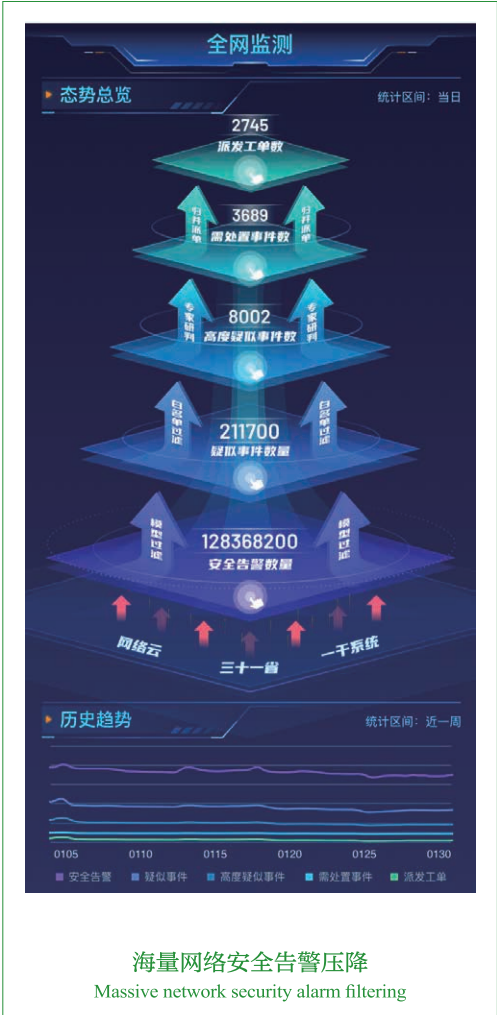 全网监测
态势总览
统计区间：当日
2745
派发工单数
归并派单
3689
需处置事件数
归并派单
专家研判
8002
高度疑似事件数
专家研判
白名单过滤
211700
疑似事件数量
白名单过滤
模型过滤
128368200
安全告警数量
模型过滤
网络云
三十一省
一干系统
历史趋势
统计区间：近一周
0105 0110 0115 0120 0125 0130
安全告警 疑似事件 高度疑似事件 需处置事件 派发工单
海量网络安全告警压降
Massive network security alarm filtering